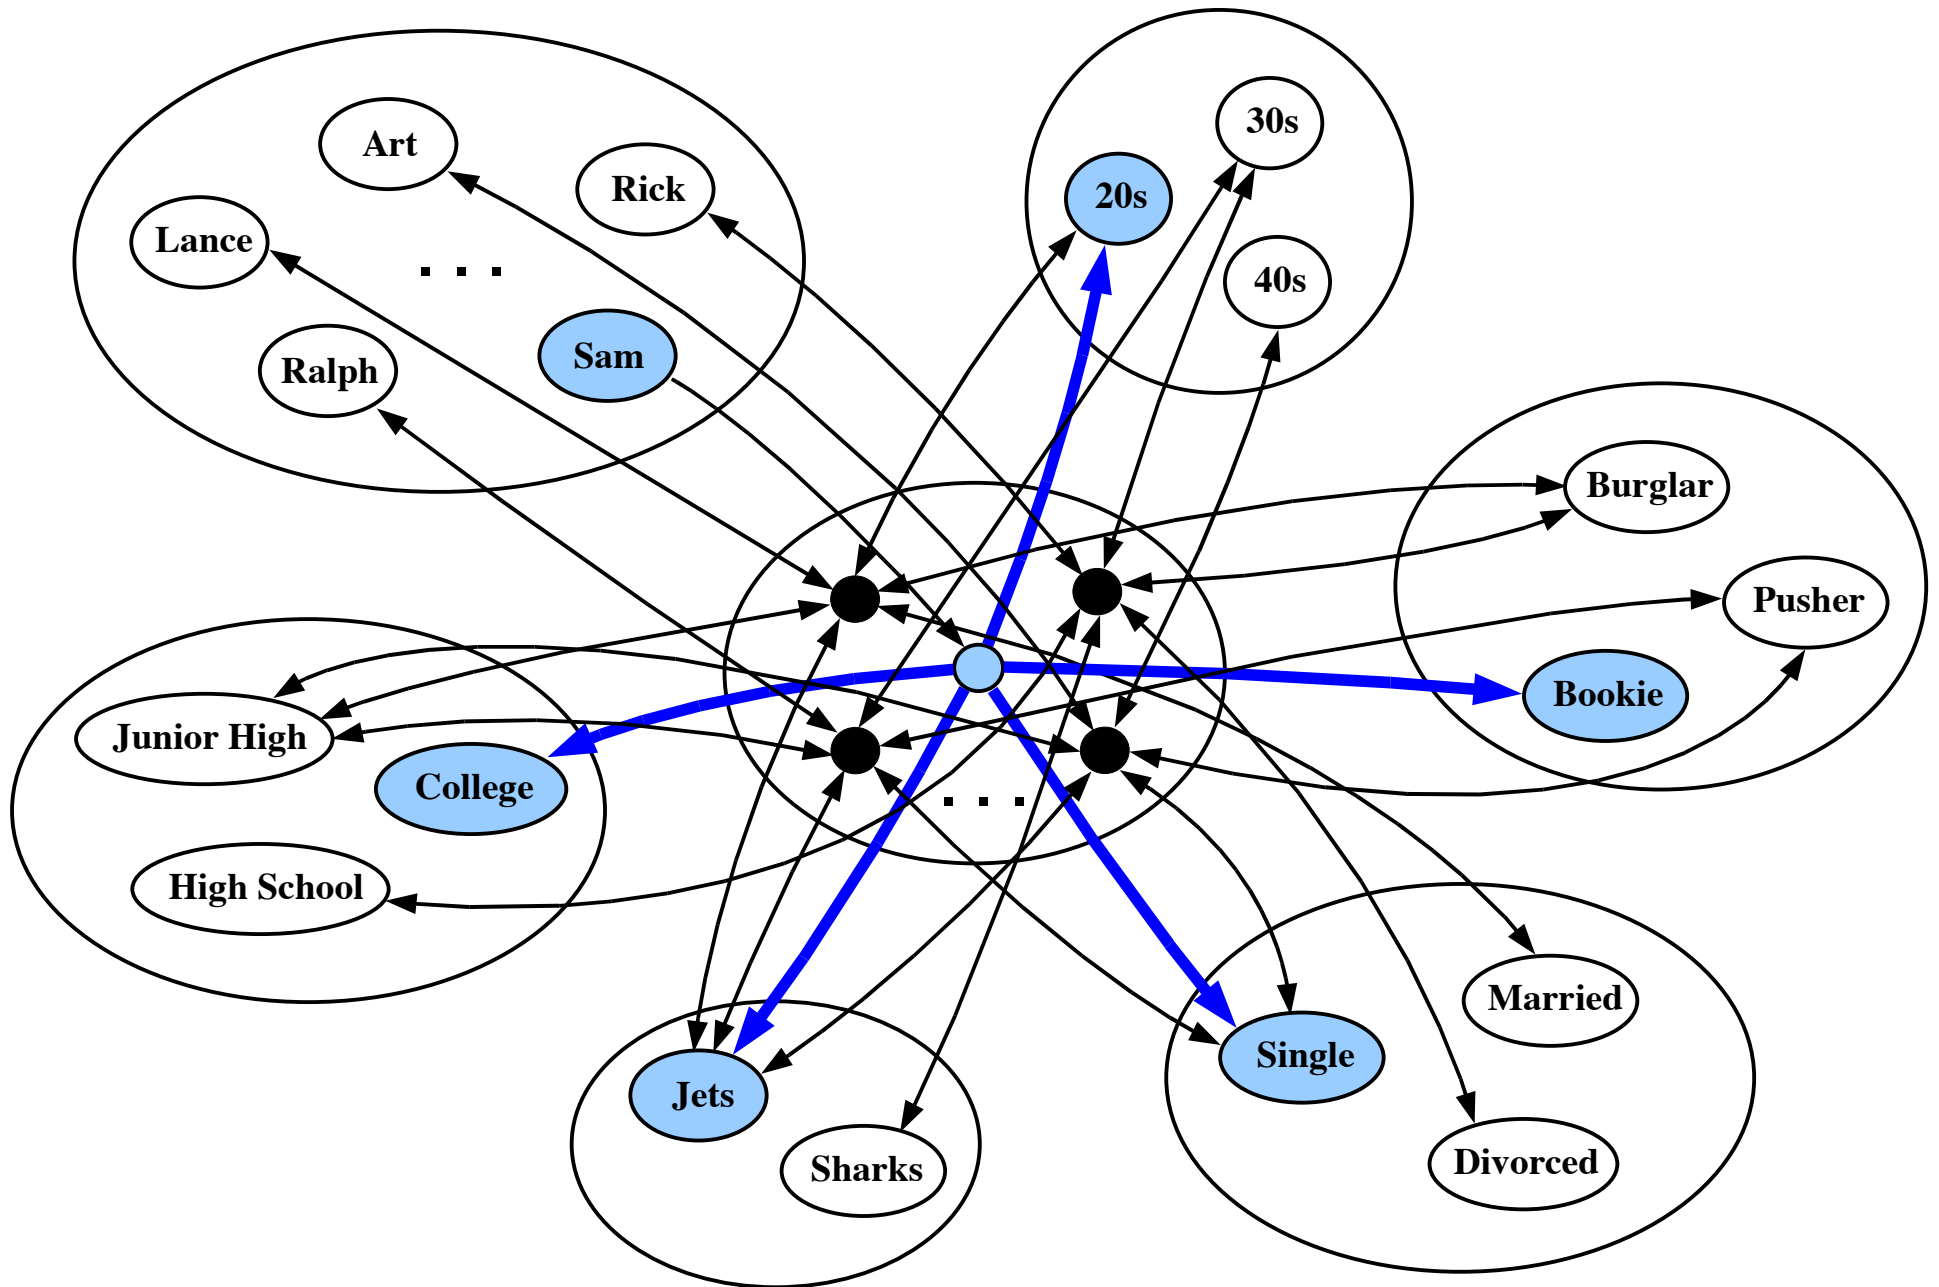 Art
Rick
Lance
. . .
Ralph
Sam
30s
20s
40s
Burglar
Pusher
Bookie
Junior High
College
High School
. . .
Jets
Sharks
Married
Single
Divorced